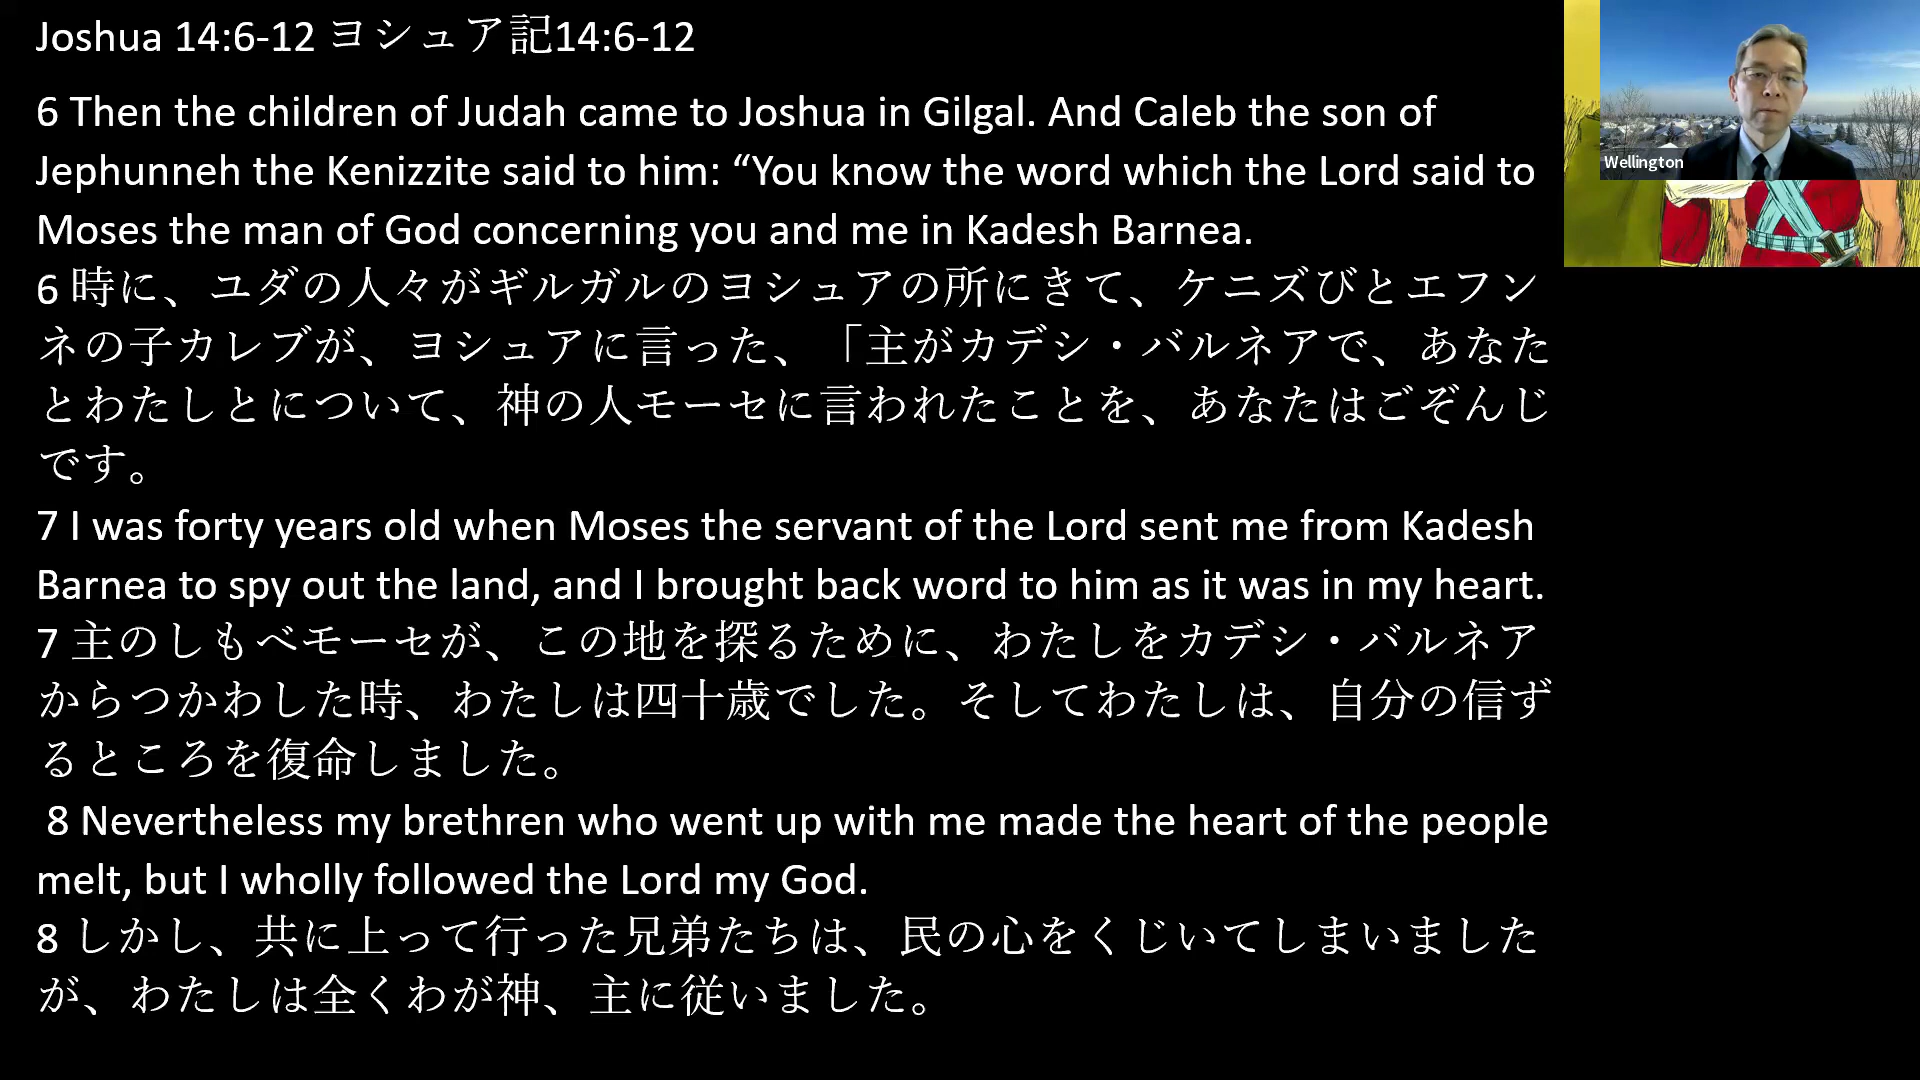 Joshua 14:6-12 ヨシュア記14:6-12
6 Then the children of Judah came to Joshua in Gilgal. And Caleb the son of
Jephunneh the Kenizzite said to him: “You know the word which the Lord said to
Moses the man of God concerning you and me in Kadesh Barnea.
6 時に、ユダの人々がギルガルのヨシュアの所にきて、ケニズびとエフン
ネの子カレブが、ヨシュアに言った、「主がカデシ・バルネアで、あなた
とわたしとについて、神の人モーセに言われたことを、あなたはごぞんじ
です。
7 I was forty years old when Moses the servant of the Lord sent me from Kadesh
Barnea to spy out the land, and I brought back word to him as it was in my heart.
7 主のしもべモーセが、この地を探るために、わたしをカデシ・バルネア
からつかわした時、わたしは四十歳でした。そしてわたしは、自分の信ず
るところを復命しました。
8 Nevertheless my brethren who went up with me made the heart of the people
melt, but I wholly followed the Lord my God.
8 しかし、共に上って行った兄弟たちは、民の心をくじいてしまいました
が、わたしは全くわが神、主に従いました。
Wellington